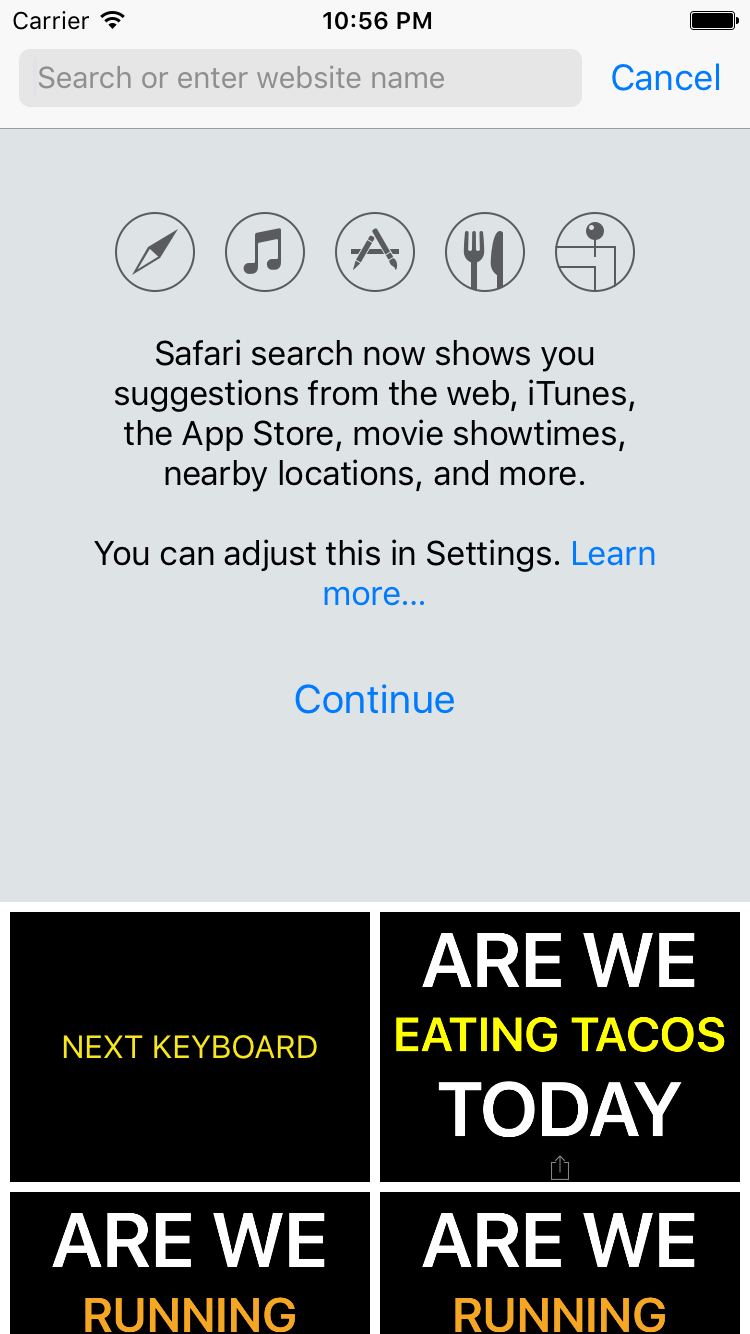 Carrier 10:56 PM
Search or enter website name Cancel
Safari search now shows you
suggestions from the web, iTunes,
the App Store, movie showtimes,
nearby locations, and more.
You can adjust this in Settings. Learn
more...
Continue
NEXT KEYBOARD
ARE WE
EATING TACOS
TODAY
ARE WE
RUNNING
ARE WE
RUNNING